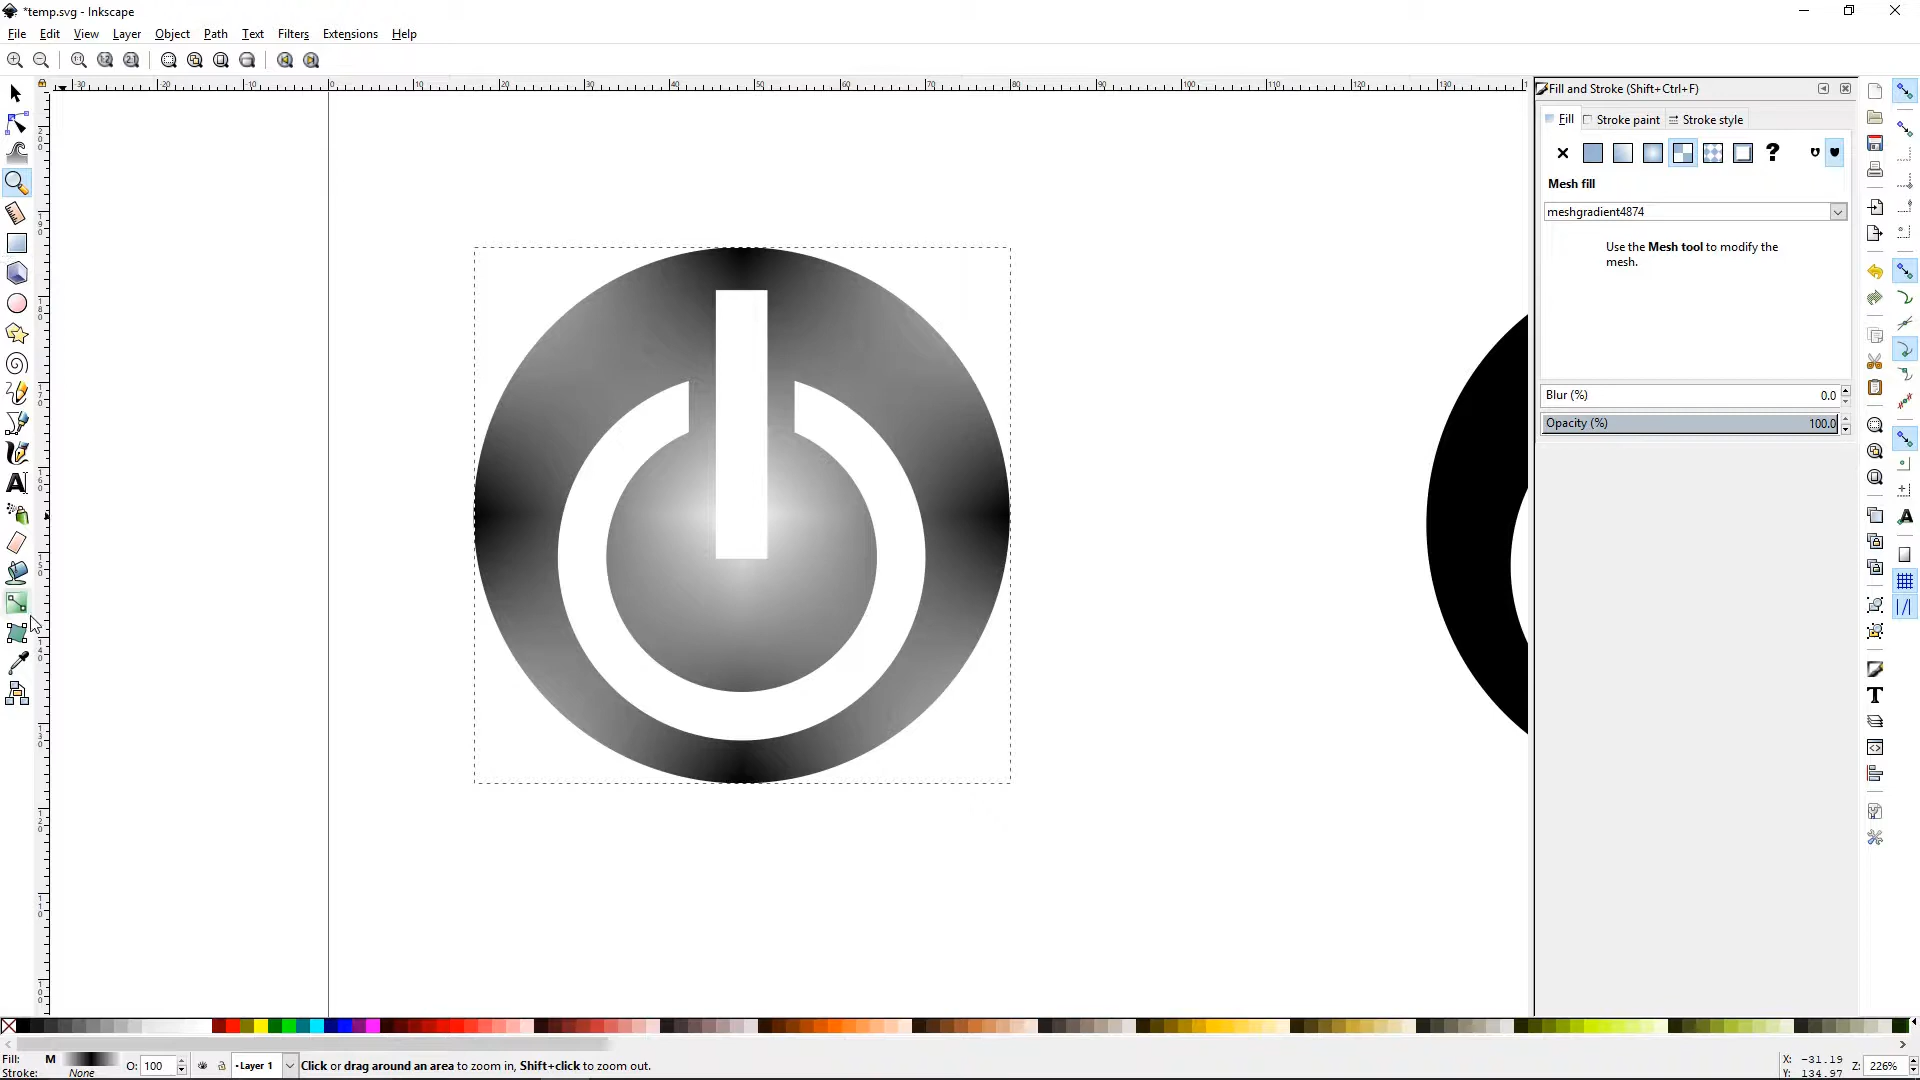 *temp.svg - Inkscape
File Edit View Layer Object Path Text Filters Extensions Help
Fill and Stroke (Shift+Ctrl+F)
Fill Stroke paint Stroke style
Mesh fill
meshgradient4874
Use the Mesh tool to modify the
mesh.
Blur (%) 0.0
Opacity (%) 100.0
Fill: M O: 100 •Layer 1 Click or drag around an area to zoom in, Shift+click to zoom out. X: -31.19 Z: 226%
Stroke: None Y: 134.97